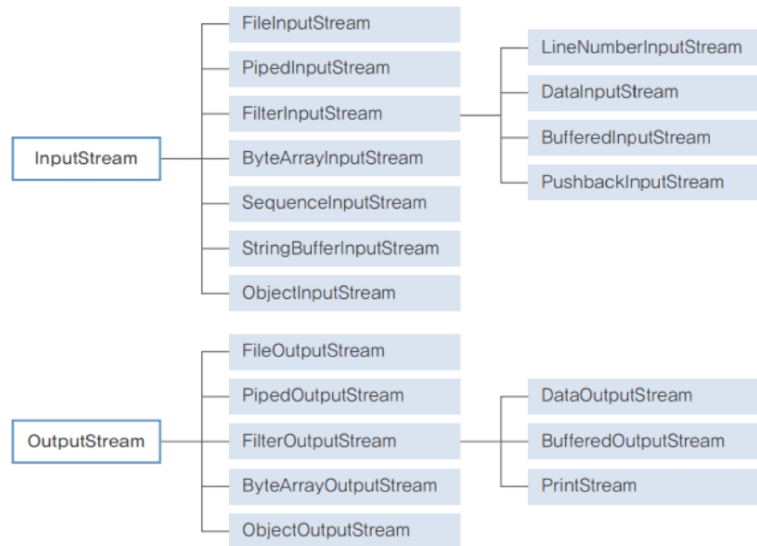 InputStream
FileInputStream
PipedInputStream
FilterInputStream
ByteArrayInputStream
SequenceInputStream
StringBufferInputStream
ObjectInputStream
LineNumberInputStream
DataInputStream
BufferedInputStream
PushbackInputStream
OutputStream
FileOutputStream
PipedOutputStream
FilterOutputStream
ByteArrayOutputStream
ObjectOutputStream
DataOutputStream
BufferedOutputStream
PrintStream